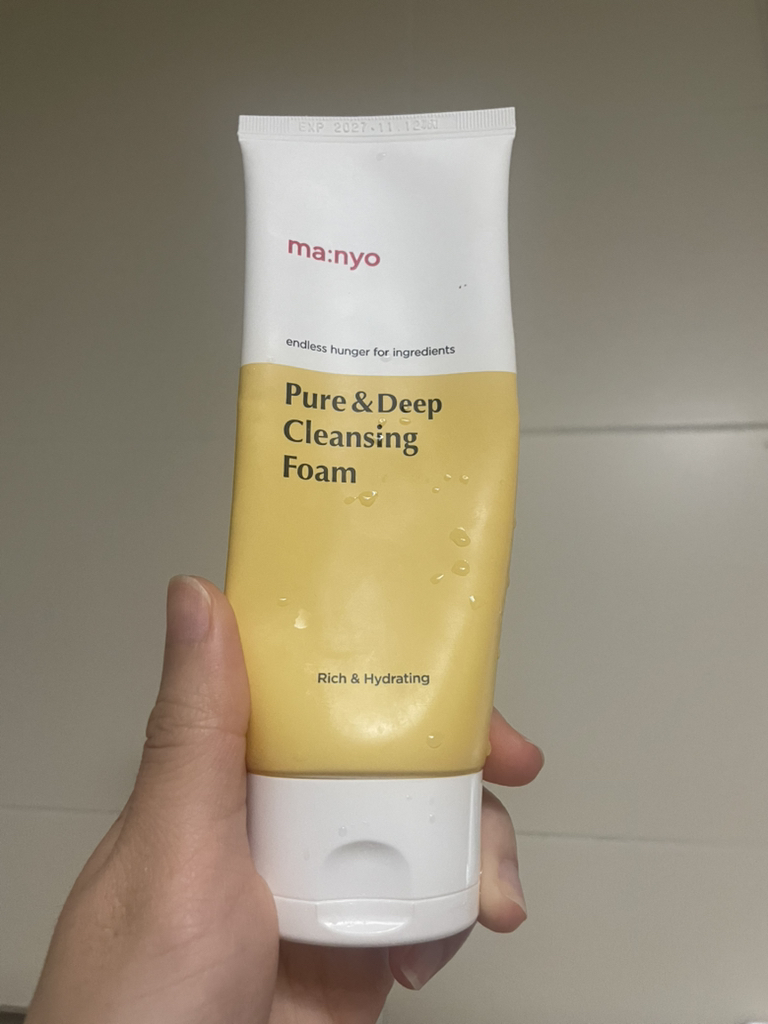 EXP 2027.11.12
ma:nyo
endless hunger for ingredients
Pure & Deep
Cleansing
Foam
Rich & Hydrating